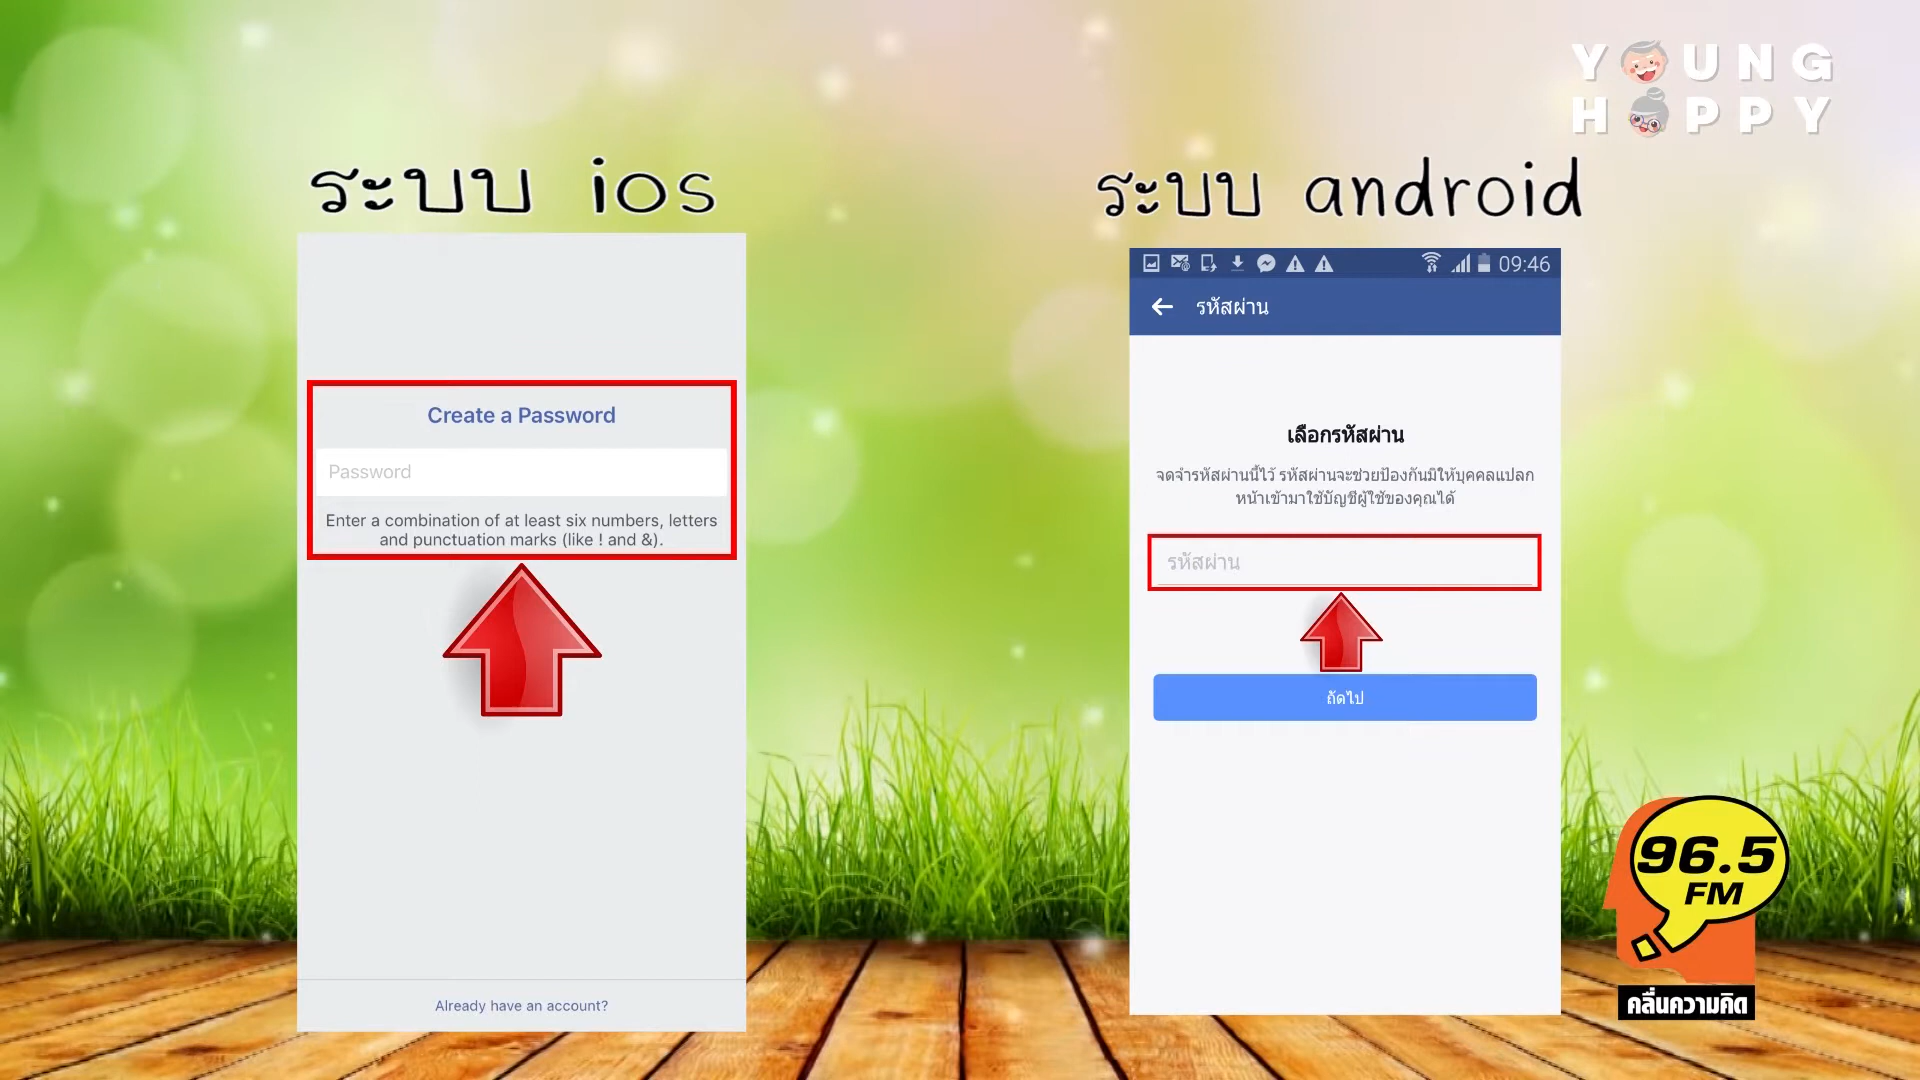 YOUNG
HAPPY
ระบบ ios
ระบบ android
Create a Password
Password
Enter a combination of at least six numbers, letters
and punctuation marks (like ! and &).
Already have an account?
09:46
รหัสผ่าน
เลือกรหัสผ่าน
จดจำรหัสผ่านนี้ไว้ รหัสผ่านจะช่วยป้องกันมิให้บุคคลแปลก
หน้าเข้ามาใช้บัญชีผู้ใช้ของคุณได้
รหัสผ่าน
ถัดไป
96.5
FM
คลื่นความคิด